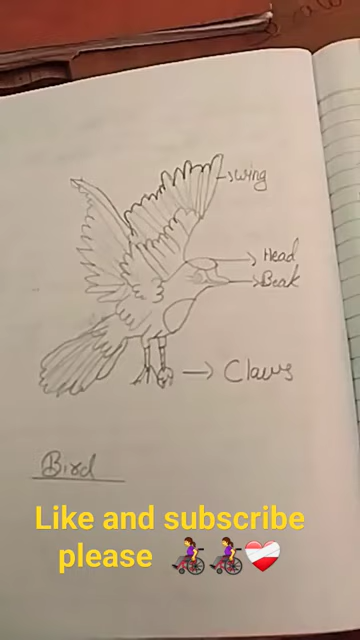 wing
Head
Beak
Claws
Bird
Like and subscribe
please 👩‍🦽👩‍🦽❤️‍🩹